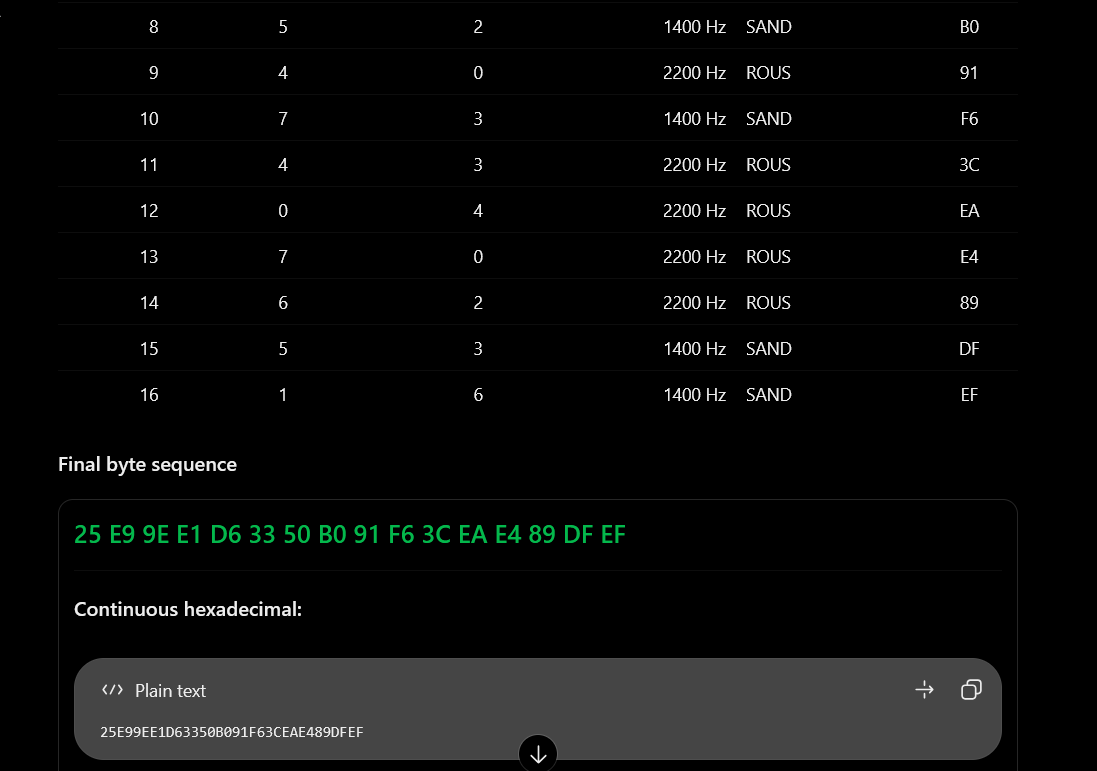 8 5 2 1400 Hz SAND B0
9 4 0 2200 Hz ROUS 91
10 7 3 1400 Hz SAND F6
11 4 3 2200 Hz ROUS 3C
12 0 4 2200 Hz ROUS EA
13 7 0 2200 Hz ROUS E4
14 6 2 2200 Hz ROUS 89
15 5 3 1400 Hz SAND DF
16 1 6 1400 Hz SAND EF
Final byte sequence
25 E9 9E E1 D6 33 50 B0 91 F6 3C EA E4 89 DF EF
Continuous hexadecimal:
</> Plain text
25E99EE1D63350B091F63CEAE489DFEF